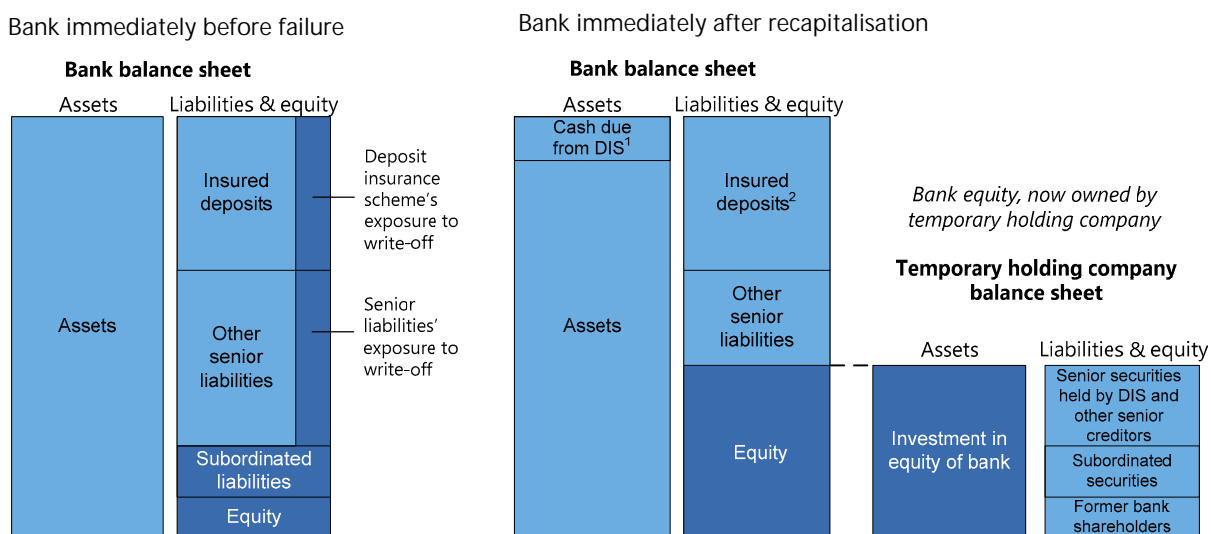 Bank immediately before failure
Bank balance sheet
Assets
Liabilities & equity
Assets
Insured
deposits
Other
senior
liabilities
Subordinated
liabilities
Equity
Deposit
insurance
scheme's
exposure to
write-off
Senior
liabilities'
exposure to
write-off
Bank immediately after recapitalisation
Bank balance sheet
Assets
Liabilities & equity
Cash due
from DIS¹
Assets
Insured
deposits²
Other
senior
liabilities
Equity
Bank equity, now owned by
temporary holding company
Temporary holding company
balance sheet
Assets
Liabilities & equity
Investment in
equity of bank
Senior securities
held by DIS and
other senior
creditors
Subordinated
securities
Former bank
shareholders